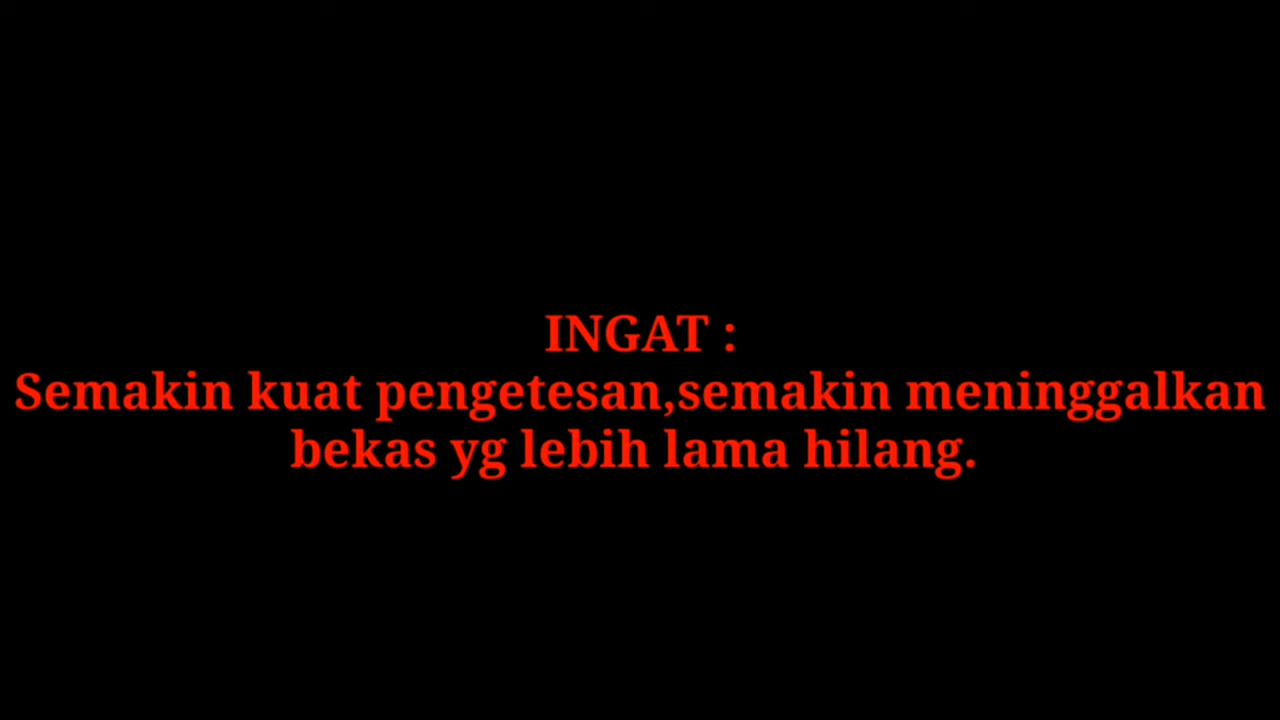 INGAT :
Semakin kuat pengetesan,semakin meninggalkan
bekas yg lebih lama hilang.